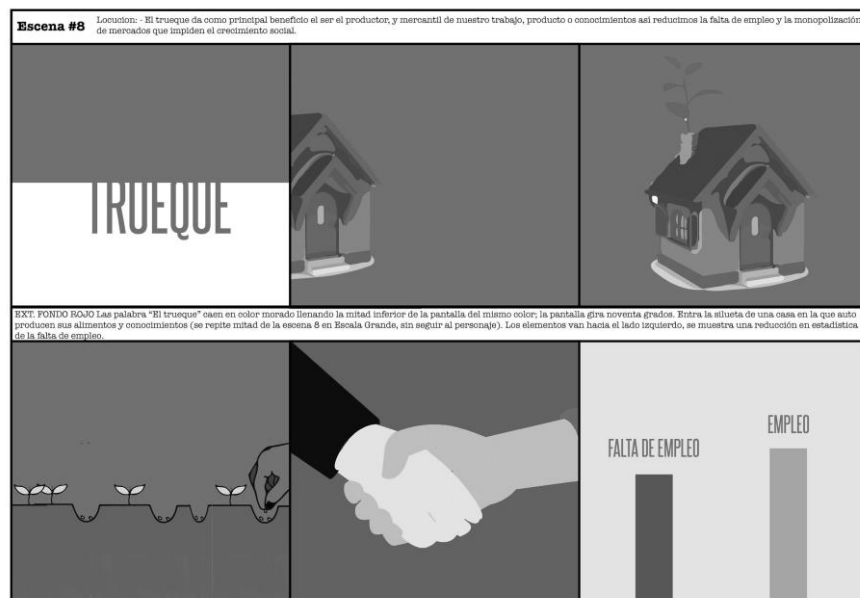 Escena #8
Locucion: - El trueque da como principal beneficio el ser el productor, y mercantil de nuestro trabajo, producto o conocimientos así reducimos la falta de empleo y la monopolización
de mercados que impiden el crecimiento social.
TRUEQUE
EXT. FONDO ROJO Las palabra "El trueque" caen en color morado llenando la mitad inferior de la pantalla del mismo color; la pantalla gira noventa grados. Entra la silueta de una casa en la que auto
producen sus alimentos y conocimientos (se repite mitad de la escena 8 en Escala Grande, sin seguir al personaje). Los elementos van hacia el lado izquierdo, se muestra una reducción en estadística
de la falta de empleo.
FALTA DE EMPLEO
EMPLEO